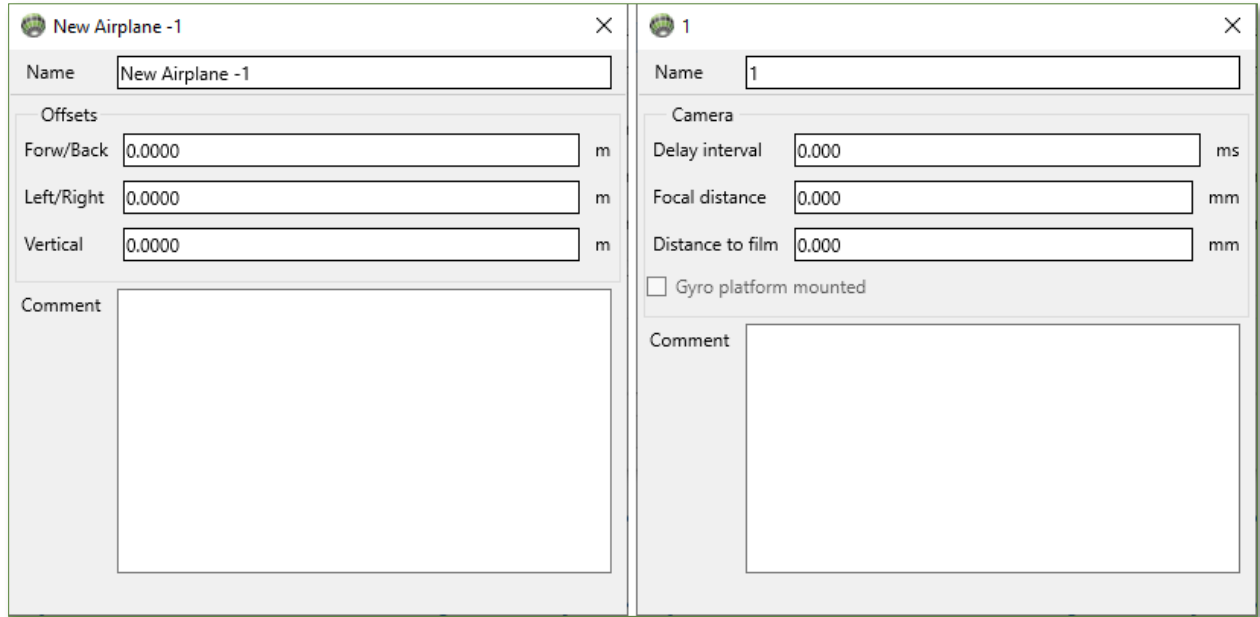 New Airplane -1
Name New Airplane -1
Offsets
Forw/Back 0.0000 m
Left/Right 0.0000 m
Vertical 0.0000 m
Comment
1
Name 1
Camera
Delay interval 0.000 ms
Focal distance 0.000 mm
Distance to film 0.000 mm
Gyro platform mounted
Comment